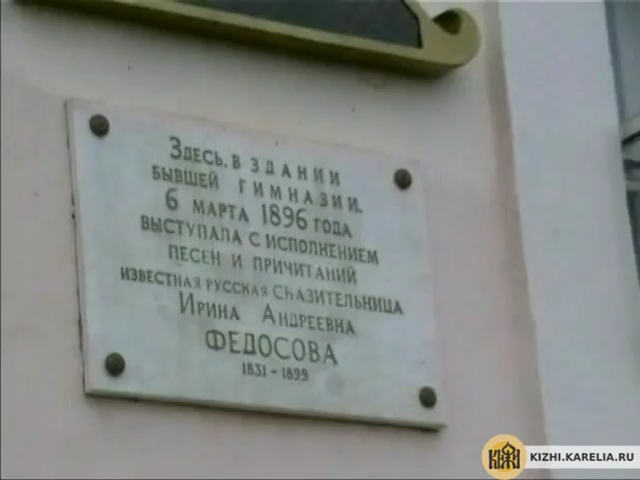 Здесь, в здании
бывшей гимназии,
6 марта 1896 года
выступала с исполнением
песен и причитаний
известная русская сказительница
Ирина Андреевна
ФЕДОСОВА
1831 - 1899
KIZHI.KARELIA.RU